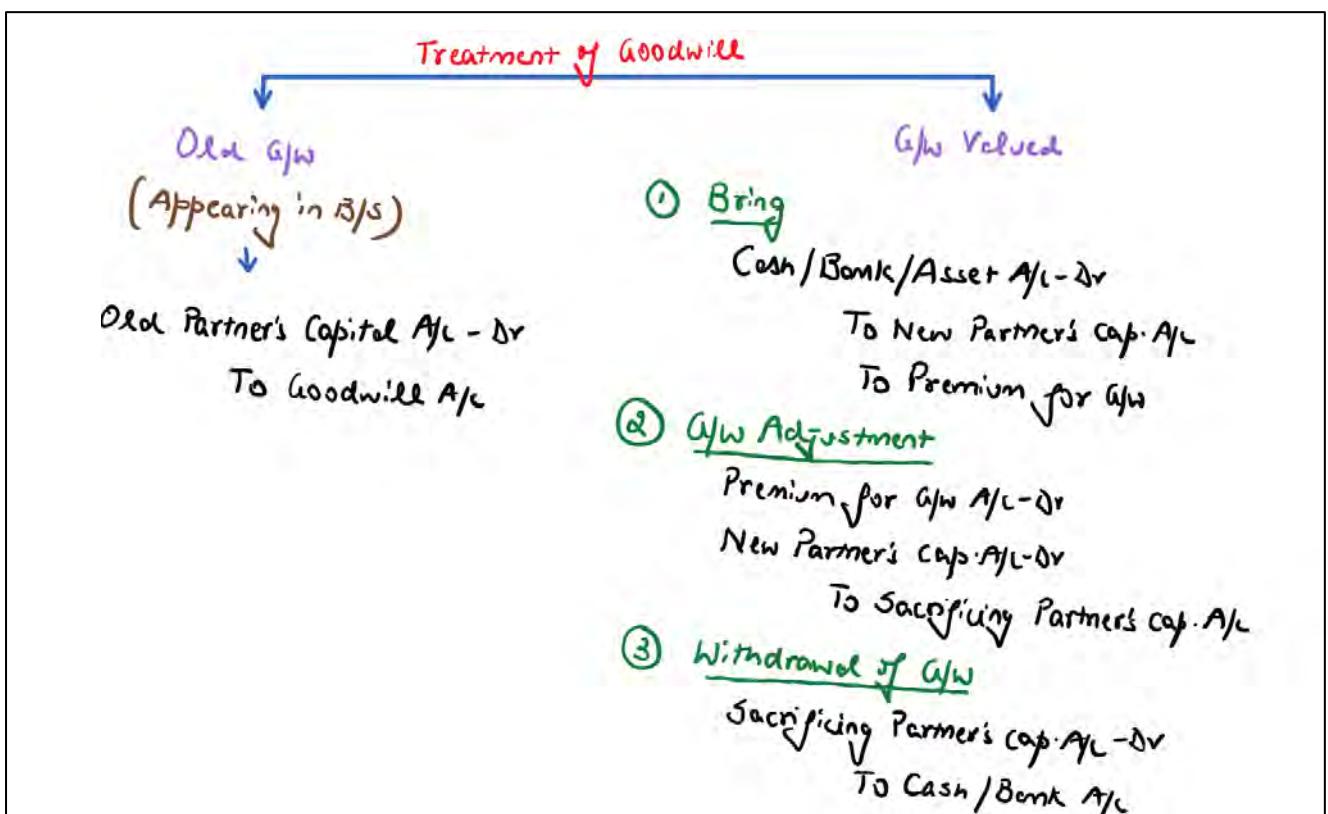 Treatment of Goodwill
Old G/w
(Appearing in B/S)
Old Partner's Capital A/c - Dr
To Goodwill A/c
G/w Valued
① Bring
Cash/Bank/Asset A/c - Dr
To New Partner's Cap. A/c
To Premium for G/w
② G/w Adjustment
Premium for G/w A/c - Dr
New Partner's Cap. A/c - Dr
To Sacrificing Partner's Cap. A/c
③ Withdrawal of G/w
Sacrificing Partner's Cap. A/c - Dr
To Cash/Bank A/c